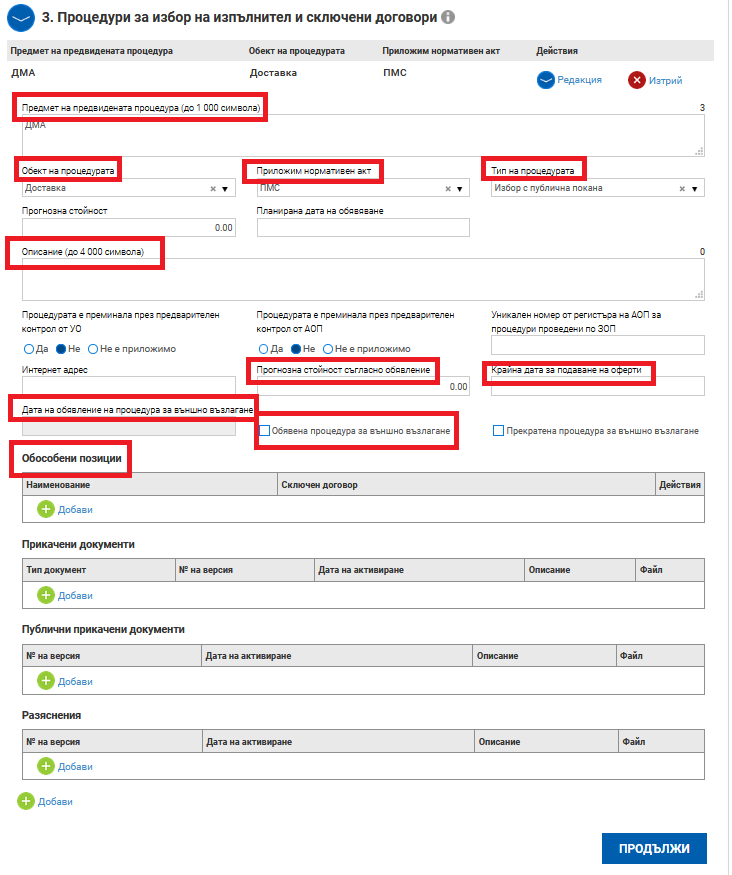 3. Процедури за избор на изпълнител и сключени договори
Предмет на предвидената процедура Обект на процедурата Приложим нормативен акт Действия
ДМА Доставка ПМС Редакция Изтрий
Предмет на предвидената процедура (до 1 000 символа) 3
ДМА
Обект на процедурата Приложим нормативен акт Тип на процедурата
Доставка ПМС Избор с публична покана
Прогнозна стойност Планирана дата на обявяване
0.00
Описание (до 4 000 символа) 0
Процедурата е преминала през предварителен Процедурата е преминала през предварителен Уникален номер от регистъра на АОП за
контрол от УО контрол от АОП процедури проведени по ЗОП
Да Не Не е приложимо Да Не Не е приложимо
Интернет адрес Прогнозна стойност съгласно обявление Крайна дата за подаване на оферти
0.00
Дата на обявление на процедура за външно възлагане
Обявена процедура за външно възлагане Прекратена процедура за външно възлагане
Обособени позиции
Наименование Сключен договор Действия
Добави
Прикачени документи
Тип документ № на версия Дата на активиране Описание Файл
Добави
Публични прикачени документи
№ на версия Дата на активиране Описание Файл
Добави
Разяснения
№ на версия Дата на активиране Описание Файл
Добави
Добави
ПРОДЪЛЖИ